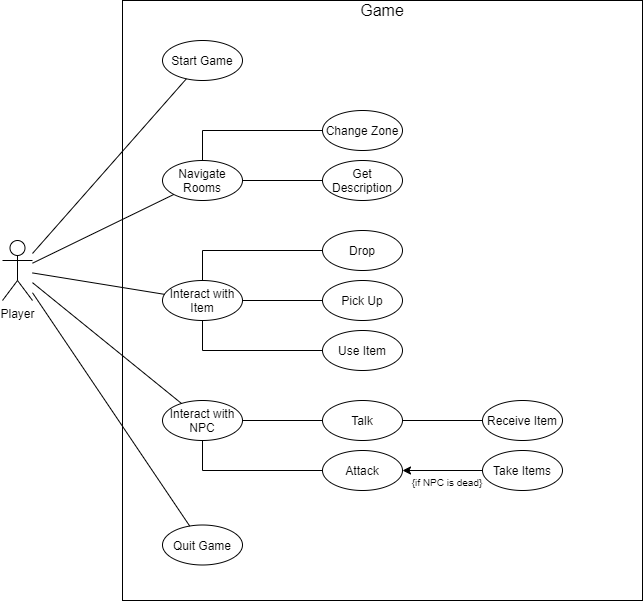 Game
Start Game
Change Zone
Navigate
Rooms
Get
Description
Drop
Player
Interact with
Item
Pick Up
Use Item
Interact with
NPC
Talk
Receive Item
Attack
{if NPC is dead}
Take Items
Quit Game